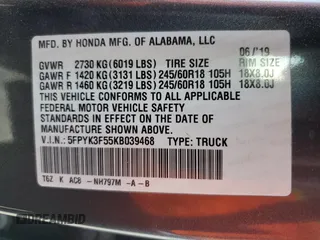 MFD. BY HONDA MFG. OF ALABAMA, LLC 06/'19
GVWR 2730 KG (6019 LBS) TIRE SIZE RIM SIZE
GAWR F 1420 KG (3131 LBS) 245/60R18 105H 18X8.0J
GAWR R 1460 KG (3219 LBS) 245/60R18 105H 18X8.0J
THIS VEHICLE CONFORMS TO ALL APPLICABLE
FEDERAL MOTOR VEHICLE SAFETY
STANDARDS IN EFFECT ON THE DATE OF
MANUFACTURE SHOWN ABOVE.
V.I.N.: 5FPYK3F55KB039468 TYPE: TRUCK
T6Z K AC8 -NH797M -A -B
DREAMBID